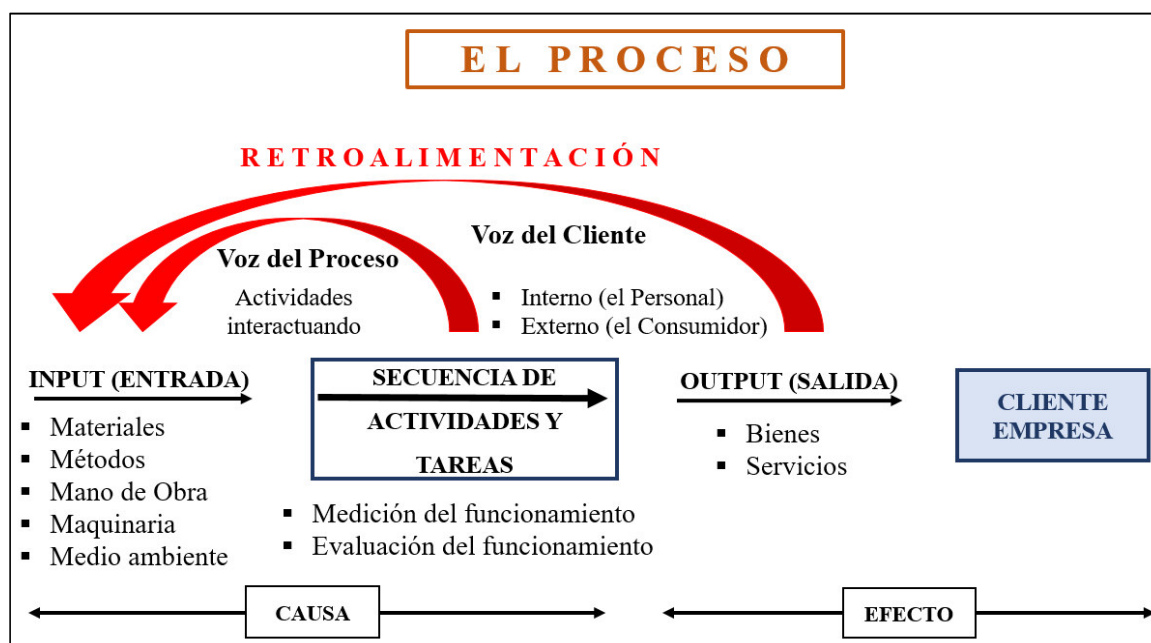 EL PROCESO
RETROALIMENTACIÓN
Voz del Cliente
Voz del Proceso
Actividades
interactuando
▪ Interno (el Personal)
▪ Externo (el Consumidor)
INPUT (ENTRADA)
▪ Materiales
▪ Métodos
▪ Mano de Obra
▪ Maquinaria
▪ Medio ambiente
SECUENCIA DE
ACTIVIDADES Y
TAREAS
▪ Medición del funcionamiento
▪ Evaluación del funcionamiento
OUTPUT (SALIDA)
▪ Bienes
▪ Servicios
CLIENTE
EMPRESA
CAUSA
EFECTO